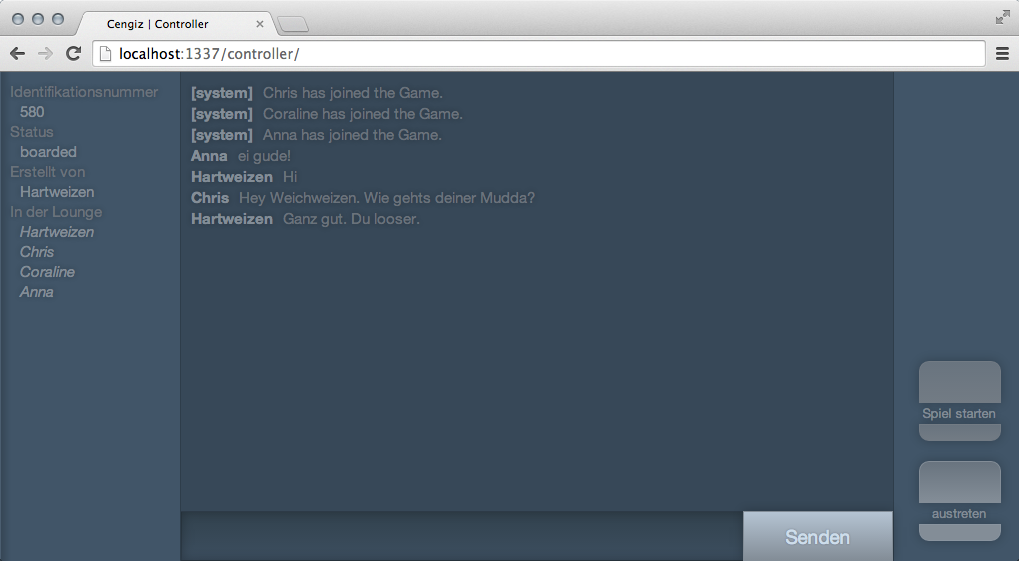 Cengiz | Controller
localhost:1337/controller/
Identifikationsnummer
580
Status
boarded
Erstellt von
Hartweizen
In der Lounge
Hartweizen
Chris
Coraline
Anna
[system] Chris has joined the Game.
[system] Coraline has joined the Game.
[system] Anna has joined the Game.
Anna ei gude!
Hartweizen Hi
Chris Hey Weichweizen. Wie gehts deiner Mudda?
Hartweizen Ganz gut. Du looser.
Senden
Spiel starten
austreten